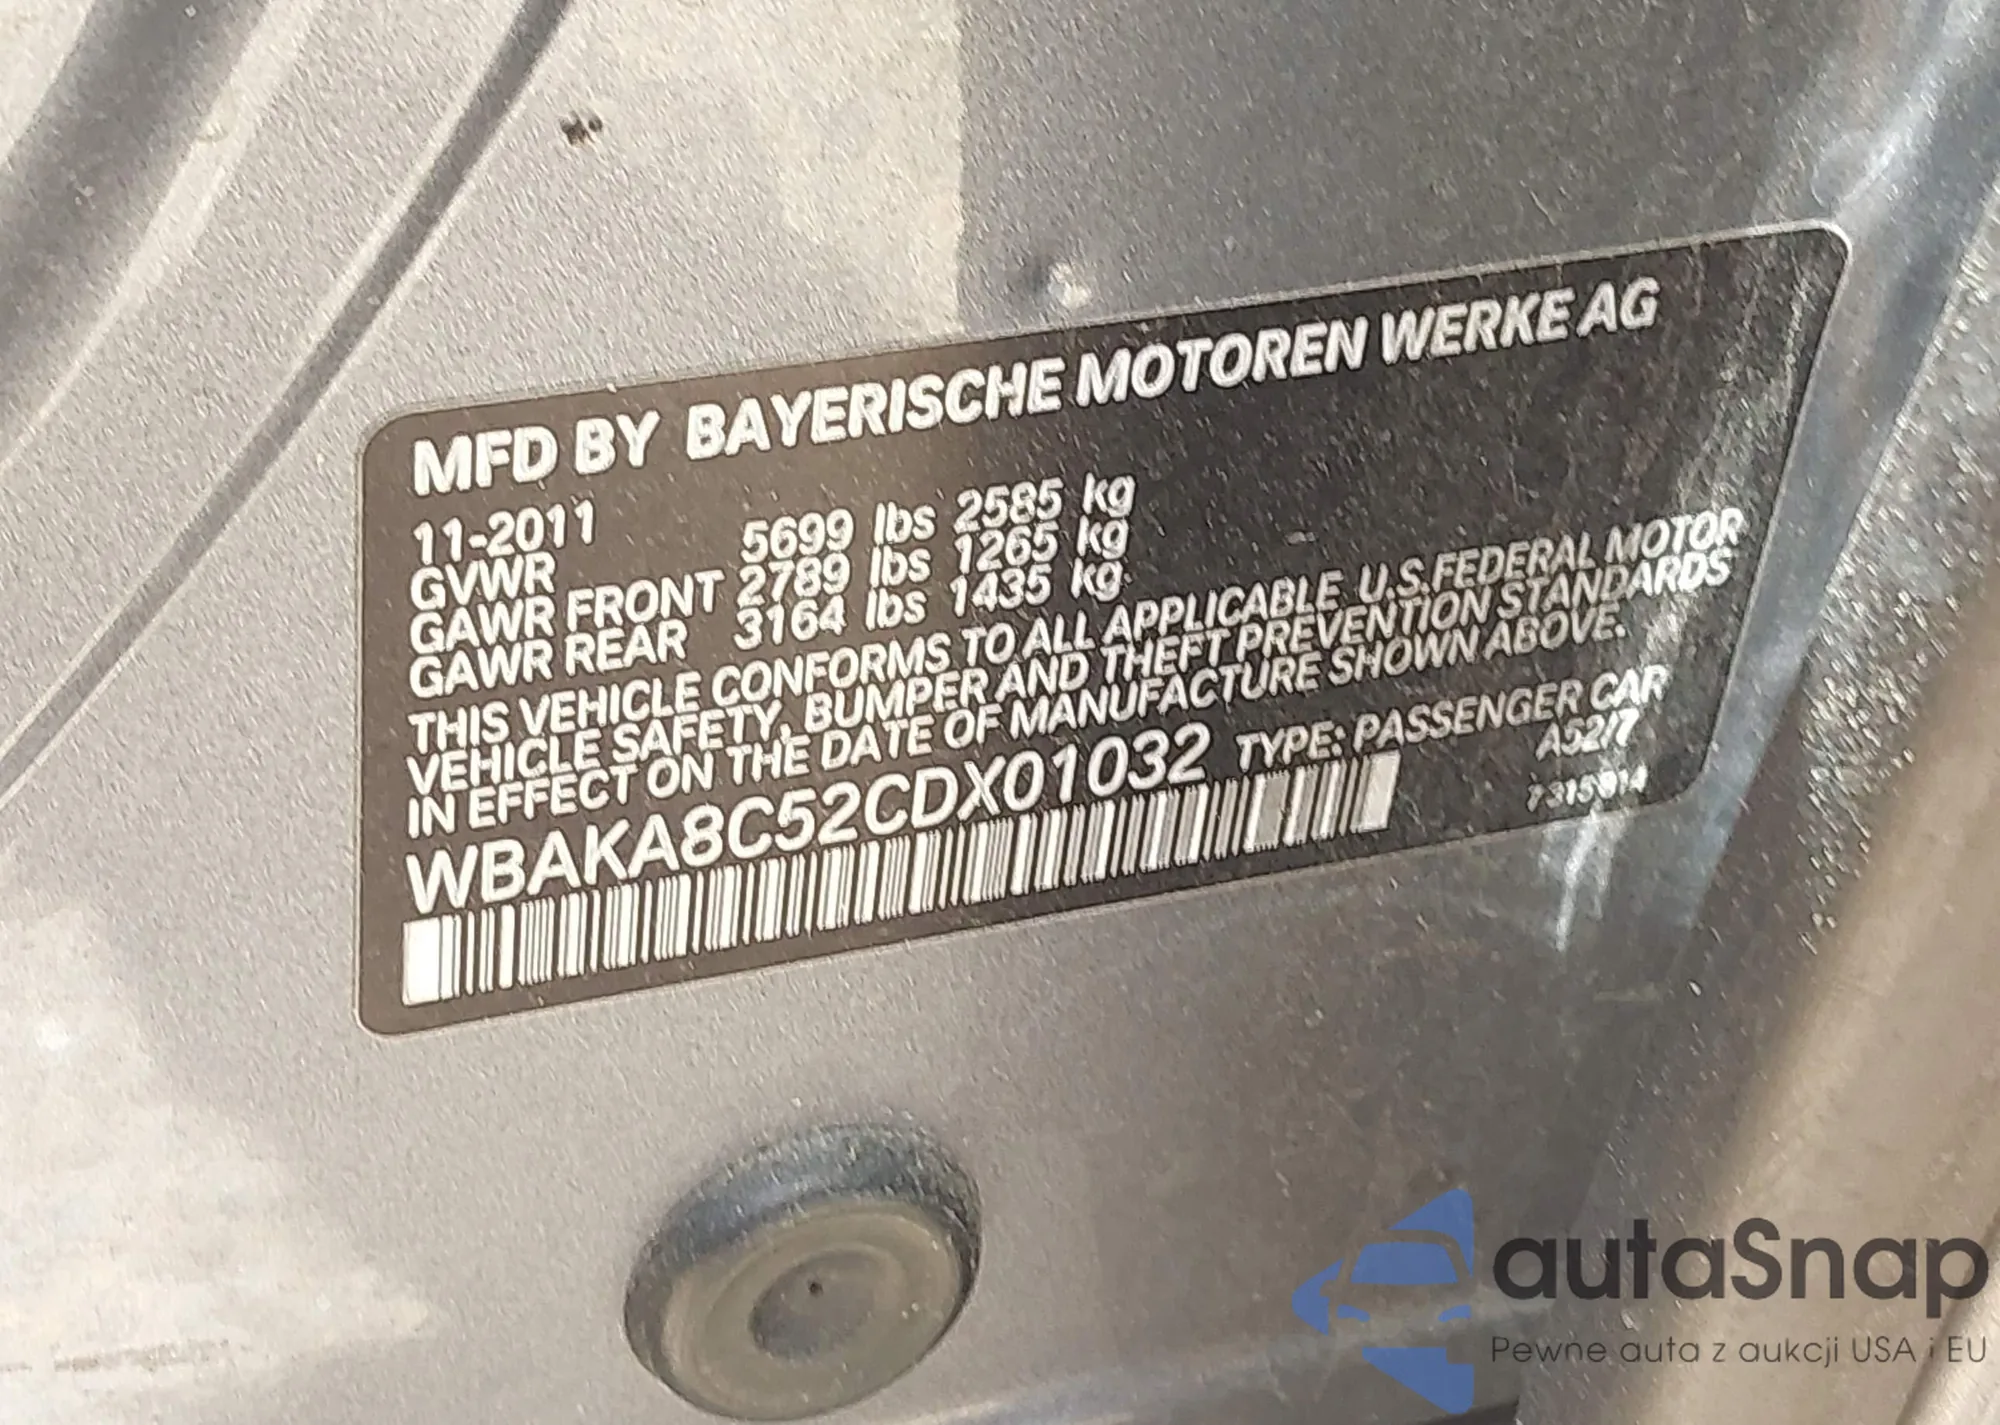 MFD BY BAYERISCHE MOTOREN WERKE AG
11-2011
GVWR 5699 lbs 2585 kg
GAWR FRONT 2789 lbs 1265 kg
GAWR REAR 3164 lbs 1435 kg
THIS VEHICLE CONFORMS TO ALL APPLICABLE U.S.FEDERAL MOTOR
VEHICLE SAFETY, BUMPER AND THEFT PREVENTION STANDARDS
IN EFFECT ON THE DATE OF MANUFACTURE SHOWN ABOVE.
WBAKA8C52CDX01032 TYPE: PASSENGER CAR
A52/7
autaSnap
Pewne auta z aukcji USA i EU